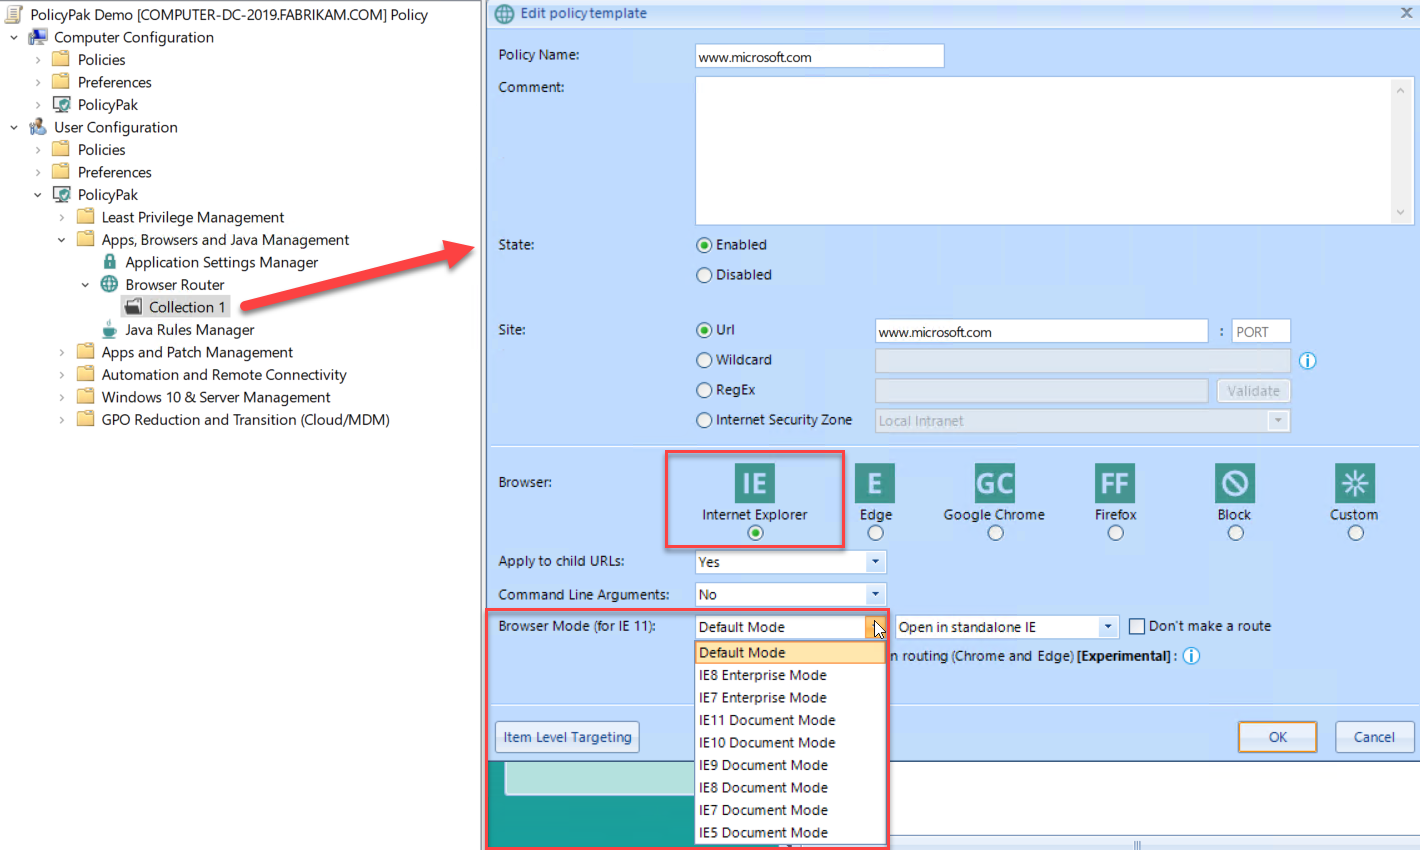 PolicyPak Demo [COMPUTER-DC-2019.FABRIKAM.COM] Policy
Computer Configuration
Policies
Preferences
PolicyPak
User Configuration
Policies
Preferences
PolicyPak
Least Privilege Management
Apps, Browsers and Java Management
Application Settings Manager
Browser Router
Collection 1
Java Rules Manager
Apps and Patch Management
Automation and Remote Connectivity
Windows 10 & Server Management
GPO Reduction and Transition (Cloud/MDM)
Edit policy template
Policy Name: www.microsoft.com
Comment:
State: Enabled
Disabled
Site: Url www.microsoft.com : PORT
Wildcard
RegEx Validate
Internet Security Zone Local Intranet
Browser: IE E GC FF
Internet Explorer Edge Google Chrome Firefox Block Custom
Apply to child URLs: Yes
Command Line Arguments: No
Browser Mode (for IE 11): Default Mode Open in standalone IE Don't make a route
Default Mode routing (Chrome and Edge) [Experimental] :
IE8 Enterprise Mode
IE7 Enterprise Mode
IE11 Document Mode
Item Level Targeting IE10 Document Mode OK Cancel
IE9 Document Mode
IE8 Document Mode
IE7 Document Mode
IE5 Document Mode